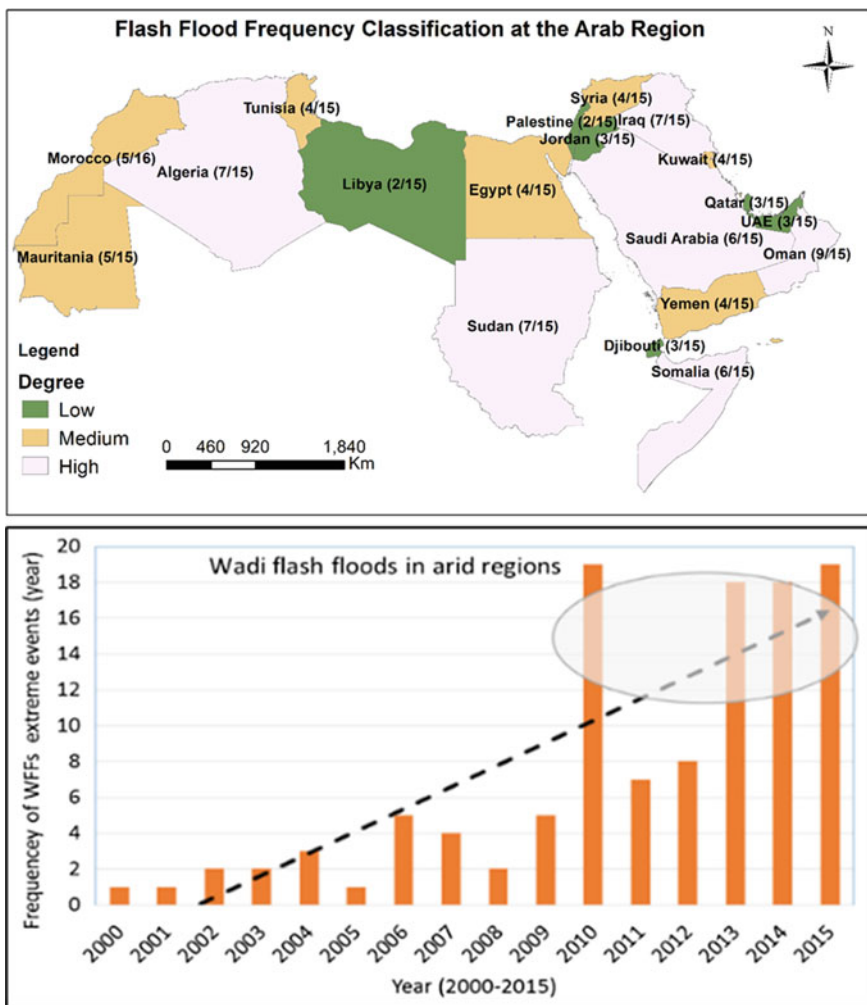 Flash Flood Frequency Classification at the Arab Region
N
Tunisia (4/15)
Syria (4/15)
Palestine (2/15)
Iraq (7/15)
Jordan (3/15)
Morocco (5/16)
Algeria (7/15)
Kuwait (4/15)
Libya (2/15)
Egypt (4/15)
Qatar (3/15)
UAE (3/15)
Saudi Arabia (6/15)
Oman (9/15)
Mauritania (5/15)
Yemen (4/15)
Sudan (7/15)
Djibouti (3/15)
Somalia (6/15)
Legend
Degree
Low
Medium
High
0 460 920 1,840
Km
Wadi flash floods in arid regions
Frequencey of WFFs extreme events (year)
20
18
16
14
12
10
8
6
4
2
0
2000 2001 2002 2003 2004 2005 2006 2007 2008 2009 2010 2011 2012 2013 2014 2015
Year (2000-2015)